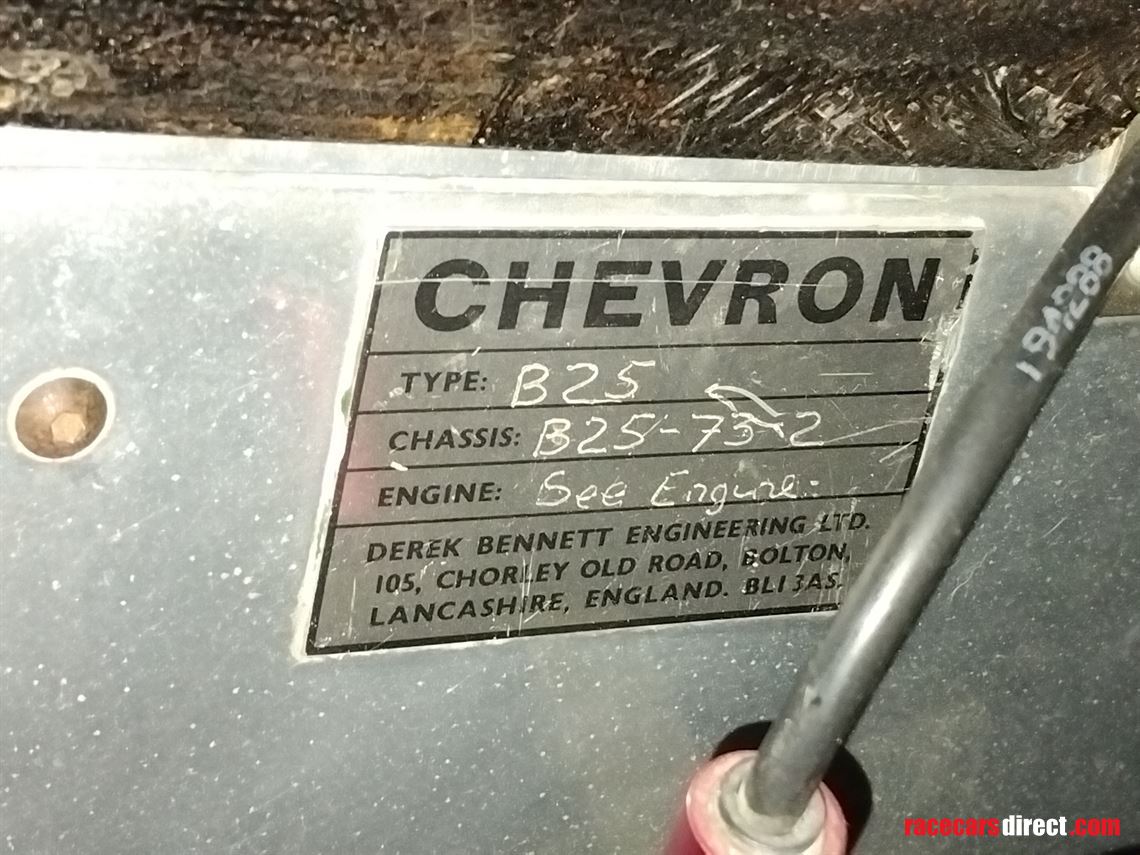 CHEVRON
TYPE: B25
CHASSIS: B25-73-2
ENGINE: See Engine.
DEREK BENNETT ENGINEERING LTD.
105, CHORLEY OLD ROAD, BOLTON,
LANCASHIRE, ENGLAND. BL1 3AS.
racecarsdirect.com